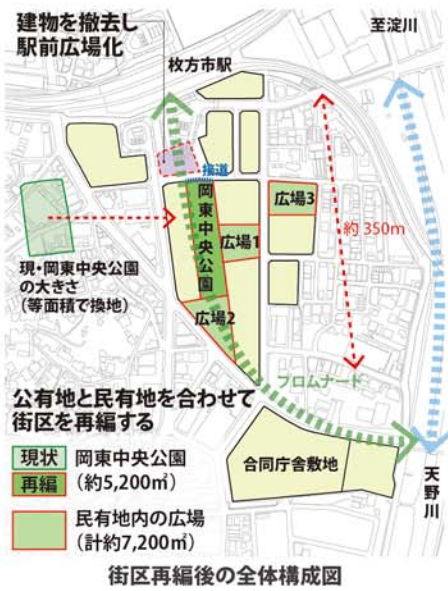 建物を撤去し
駅前広場化
至淀川
枚方市駅
接道
岡東中央公園
広場3
広場1
約 350m
現・岡東中央公園
の大きさ
(等面積で換地)
広場2
プロムナード
公有地と民有地を合わせて
街区を再編する
現状
再編
岡東中央公園
(約5,200㎡)
民有地内の広場
(計約7,200㎡)
合同庁舎敷地
天野川
街区再編後の全体構成図